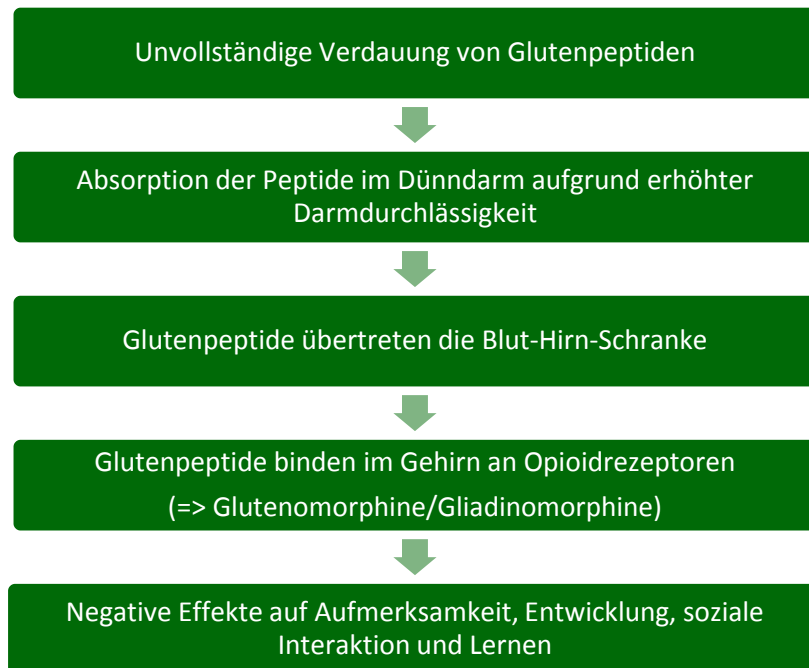 Unvollständige Verdauung von Glutenpeptiden
Absorption der Peptide im Dünndarm aufgrund erhöhter
Darmdurchlässigkeit
Glutenpeptide übertreten die Blut-Hirn-Schranke
Glutenpeptide binden im Gehirn an Opioidrezeptoren
(=> Glutenomorphine/Gliadinomorphine)
Negative Effekte auf Aufmerksamkeit, Entwicklung, soziale
Interaktion und Lernen